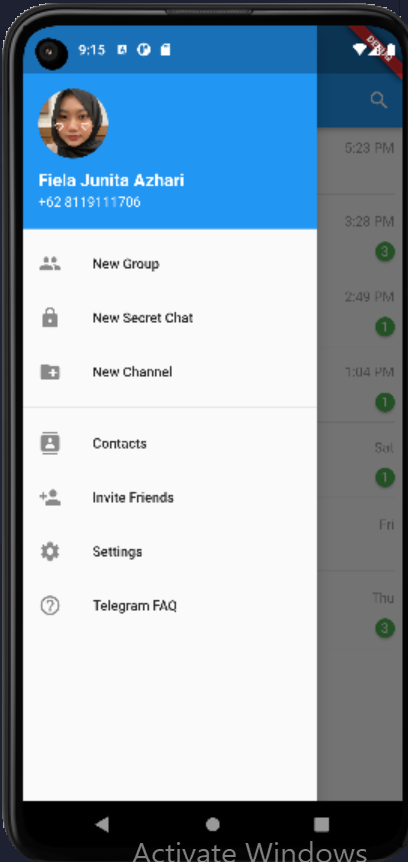 9:15
DEBUG
Fiela Junita Azhari
+62 8119111706
New Group
New Secret Chat
New Channel
Contacts
Invite Friends
Settings
Telegram FAQ
5:23 PM
3:28 PM
3
2:49 PM
1
1:04 PM
1
Sat
1
Fri
Thu
3
Activate Windows